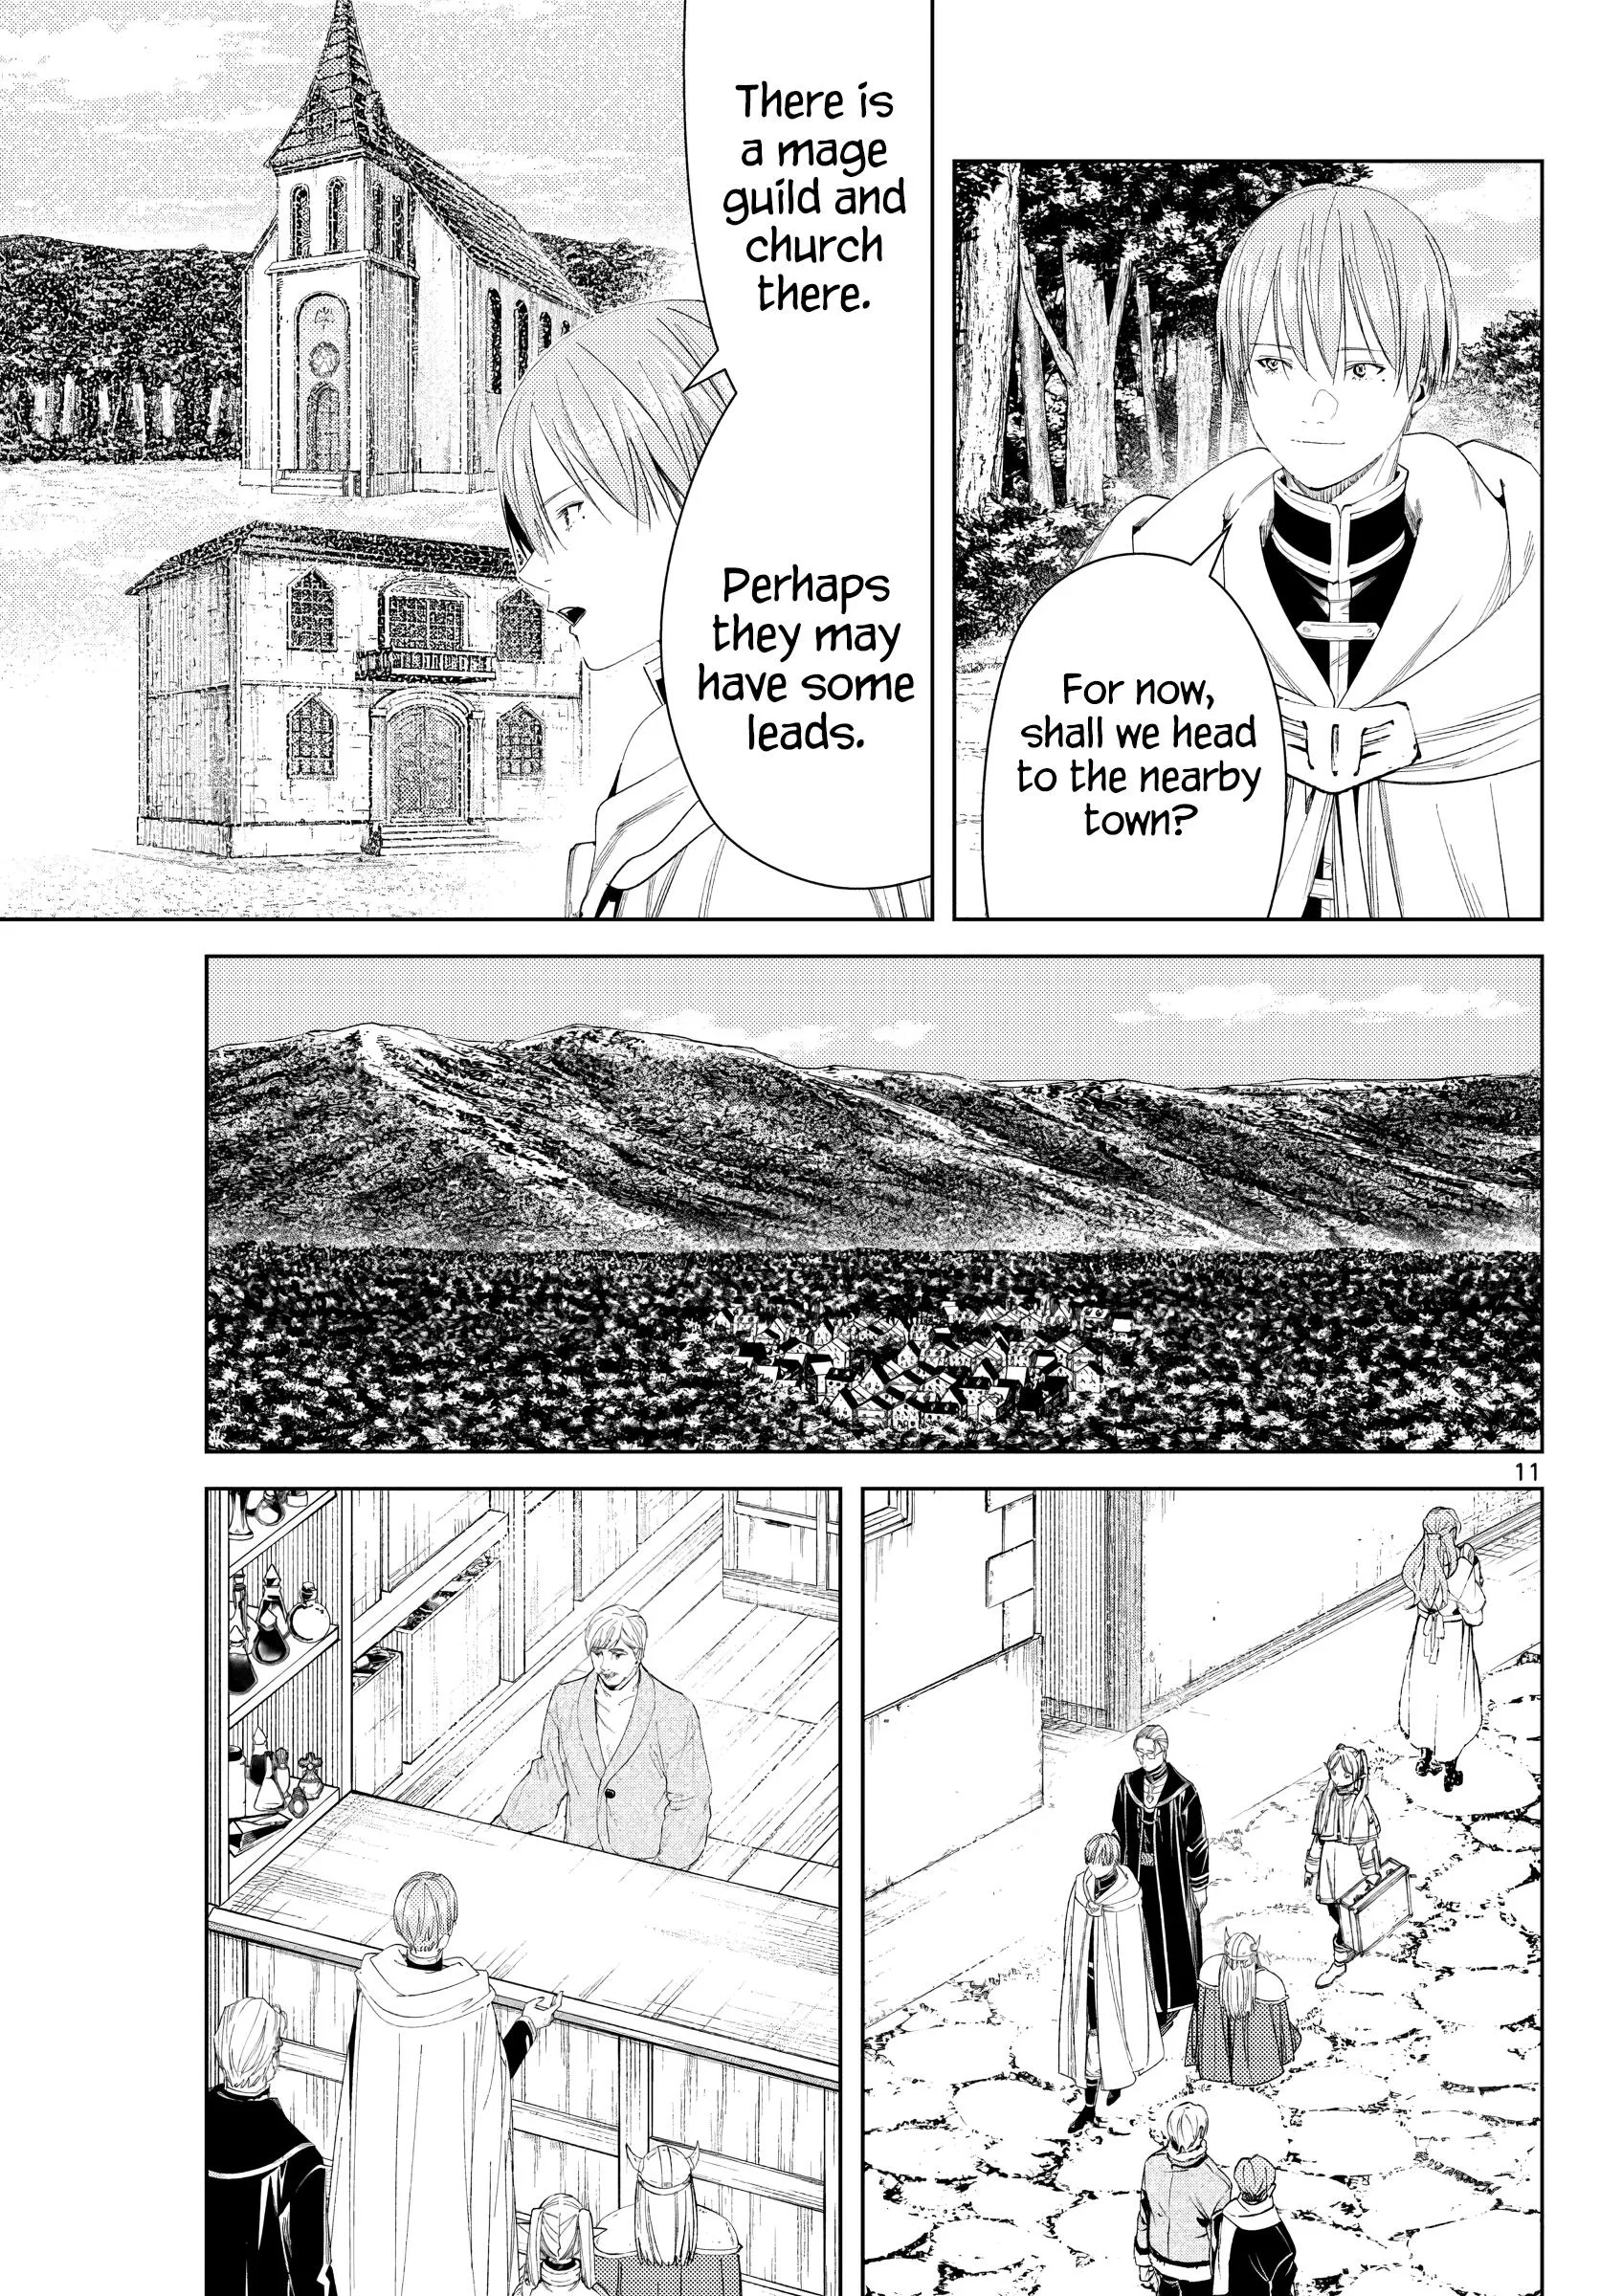 For now,
shall we head
to the nearby
town?
There is
a mage
guild and
church
there.
Perhaps
they may
have some
leads.
11